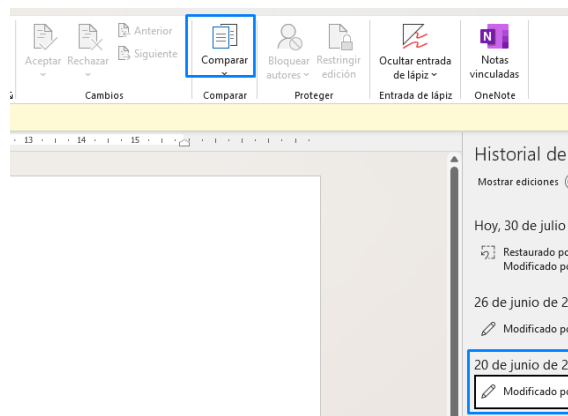 Aceptar
Rechazar
Anterior
Siguiente
Cambios
Comparar
Comparar
Bloquear autores
Restringir edición
Proteger
Ocultar entrada de lápiz
Entrada de lápiz
Notas vinculadas
OneNote
13 14 15
Historial de
Mostrar ediciones
Hoy, 30 de julio
Restaurado po
Modificado po
26 de junio de 2
Modificado po
20 de junio de 2
Modificado po